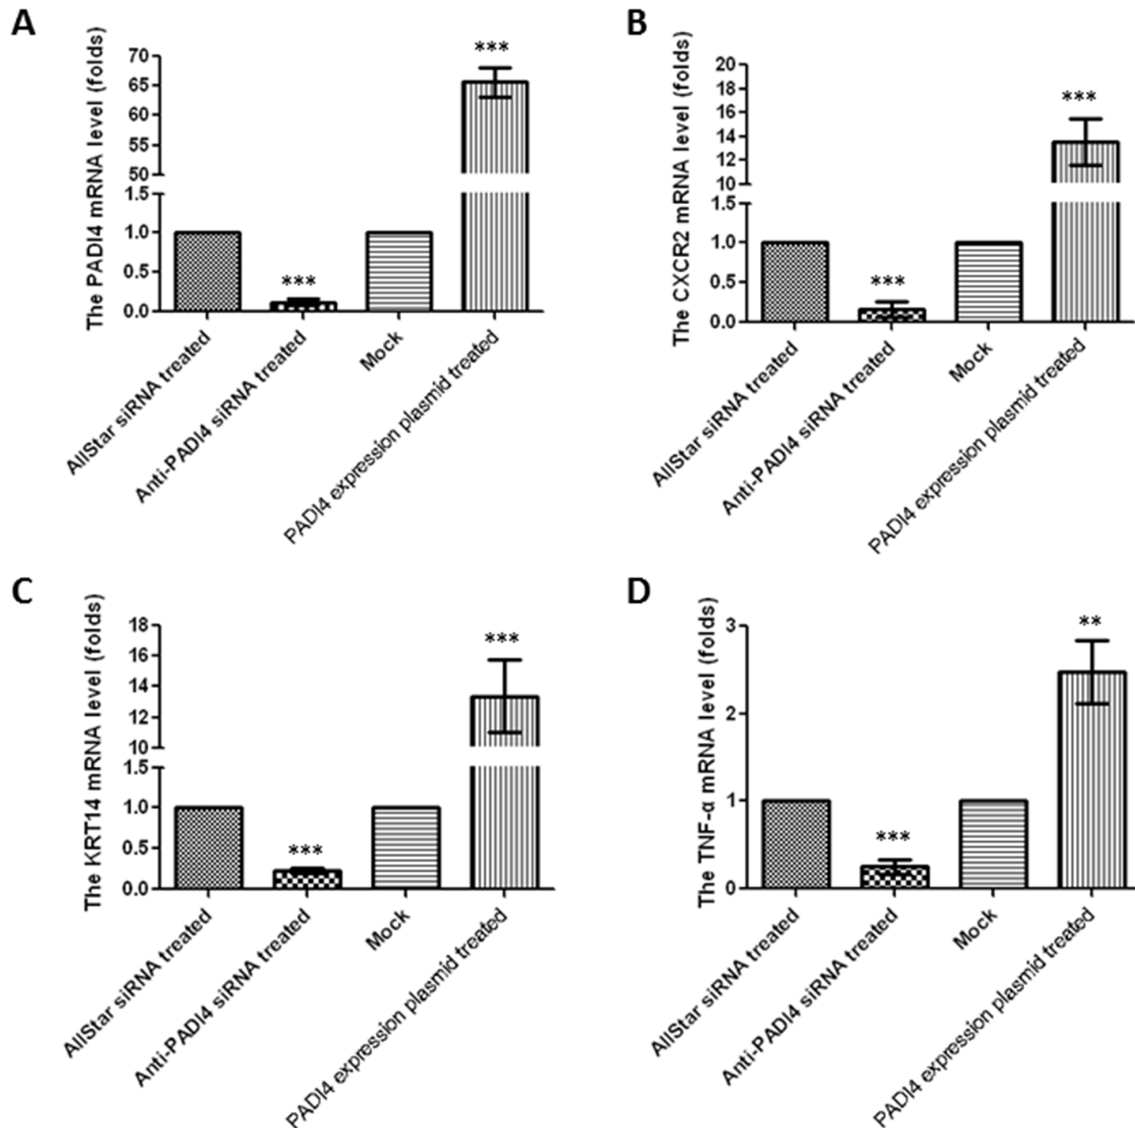 A
The PADI4 mRNA level (folds)
70
65
60
55
50
1.5
1.0
0.5
0.0
***
***
AllStar siRNA treated
Anti-PADI4 siRNA treated
Mock
PADI4 expression plasmid treated
B
The CXCR2 mRNA level (folds)
20
18
16
14
12
10
1.5
1.0
0.5
0.0
***
***
AllStar siRNA treated
Anti-PADI4 siRNA treated
Mock
PADI4 expression plasmid treated
C
The KRT14 mRNA level (folds)
18
16
14
12
10
1.5
1.0
0.5
0.0
***
***
AllStar siRNA treated
Anti-PADI4 siRNA treated
Mock
PADI4 expression plasmid treated
D
The TNF-α mRNA level (folds)
3
2
1
0
***
**
AllStar siRNA treated
Anti-PADI4 siRNA treated
Mock
PADI4 expression plasmid treated